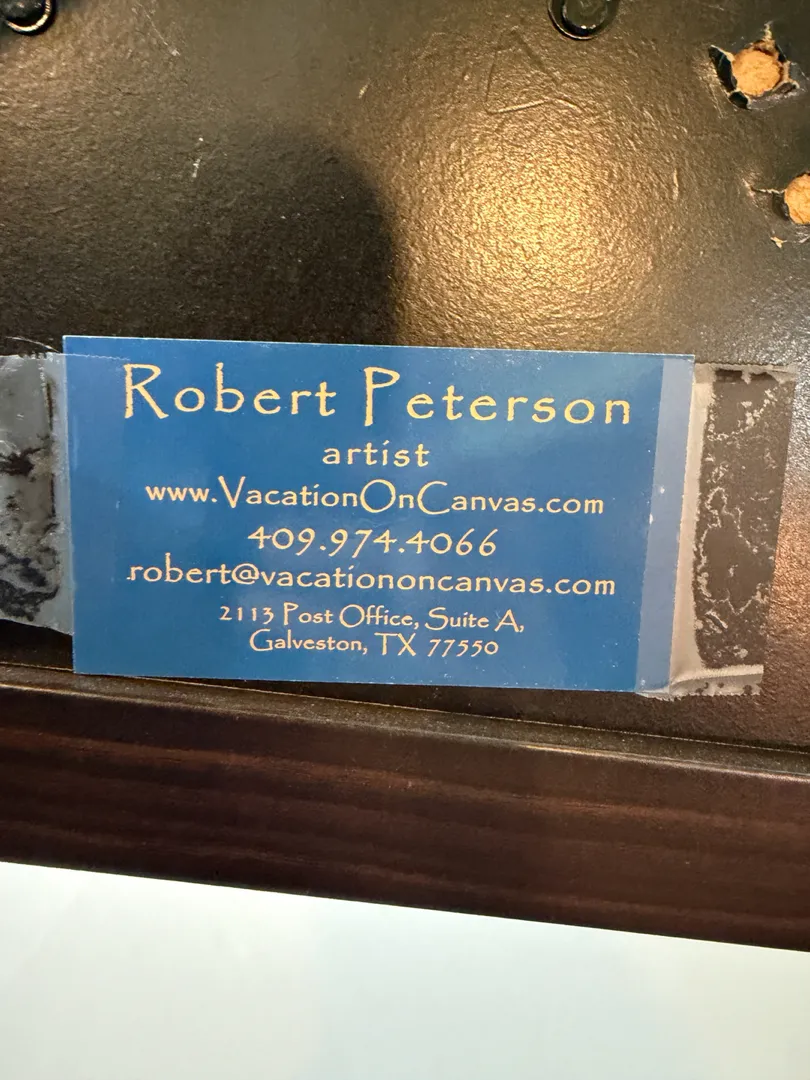 Robert Peterson
artist
www.VacationOnCanvas.com
409.974.4066
robert@vacationoncanvas.com
2113 Post Office, Suite A,
Galveston, TX 77550